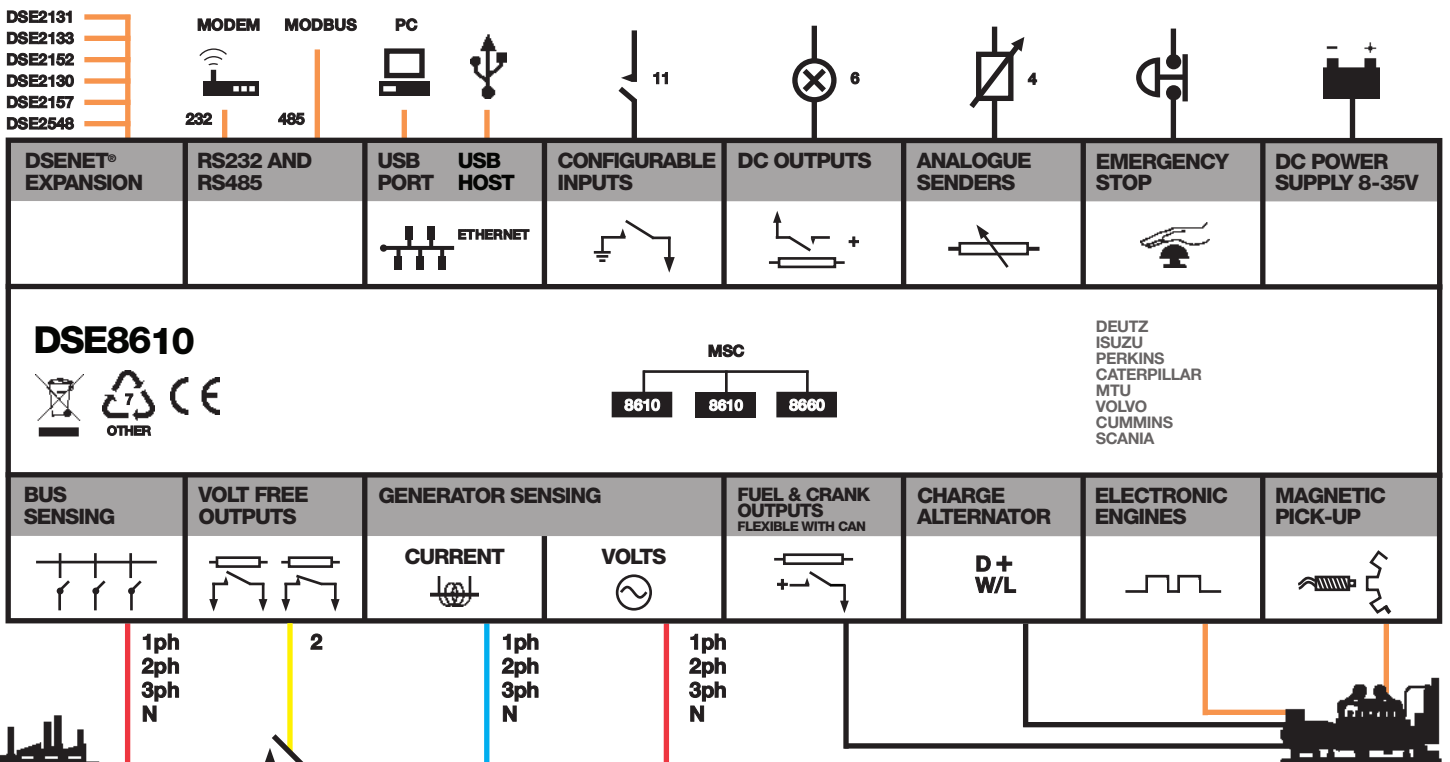 DSE2131
DSE2133
DSE2152
DSE2130
DSE2157
DSE2548
MODEM
MODBUS
PC
232
485
11
6
4
- +
DSENET®
EXPANSION
RS232 AND
RS485
USB
PORT
USB
HOST
CONFIGURABLE
INPUTS
DC OUTPUTS
ANALOGUE
SENDERS
EMERGENCY
STOP
DC POWER
SUPPLY 8-35V
ETHERNET
+
DSE8610
7
OTHER
CE
MSC
8610
8610
8660
DEUTZ
ISUZU
PERKINS
CATERPILLAR
MTU
VOLVO
CUMMINS
SCANIA
BUS
SENSING
VOLT FREE
OUTPUTS
GENERATOR SENSING
FUEL & CRANK
OUTPUTS
FLEXIBLE WITH CAN
CHARGE
ALTERNATOR
ELECTRONIC
ENGINES
MAGNETIC
PICK-UP
CURRENT
VOLTS
+
D+
W/L
1ph
2ph
3ph
N
2
1ph
2ph
3ph
N
1ph
2ph
3ph
N